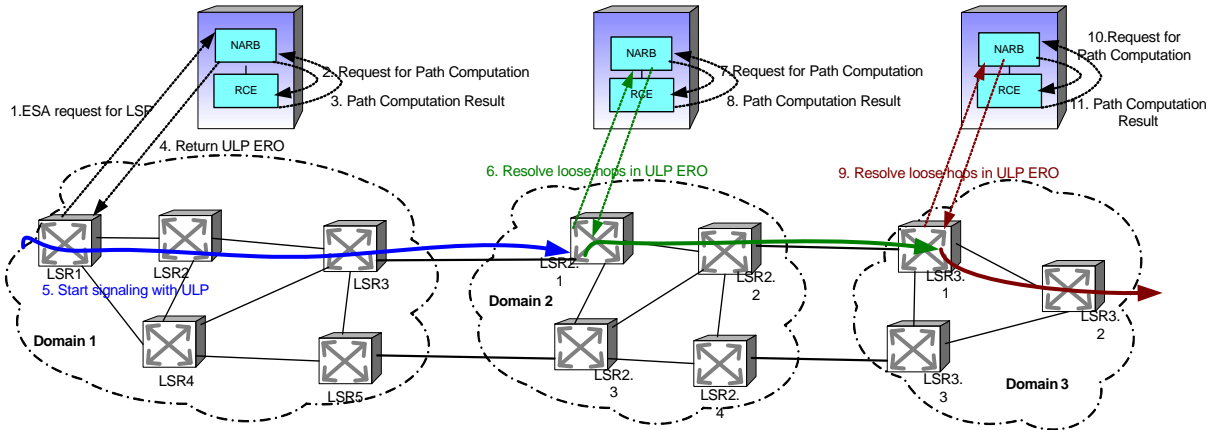 NARB
RCE
2. Request for Path Computation
3. Path Computation Result
1.ESA request for LSP
4. Return ULP ERO
NARB
RCE
7.Request for Path Computation
8. Path Computation Result
6. Resolve loose hops in ULP ERO
NARB
RCE
10.Request for
Path Computation
11. Path Computation
Result
9. Resolve loose hops in ULP ERO
LSR1
LSR2
LSR3
5. Start signaling with ULP
Domain 1
LSR4
LSR5
LSR2.
1
LSR2.
2
Domain 2
LSR2.
3
LSR2.
4
LSR3.
1
LSR3.
2
LSR3.
3
Domain 3